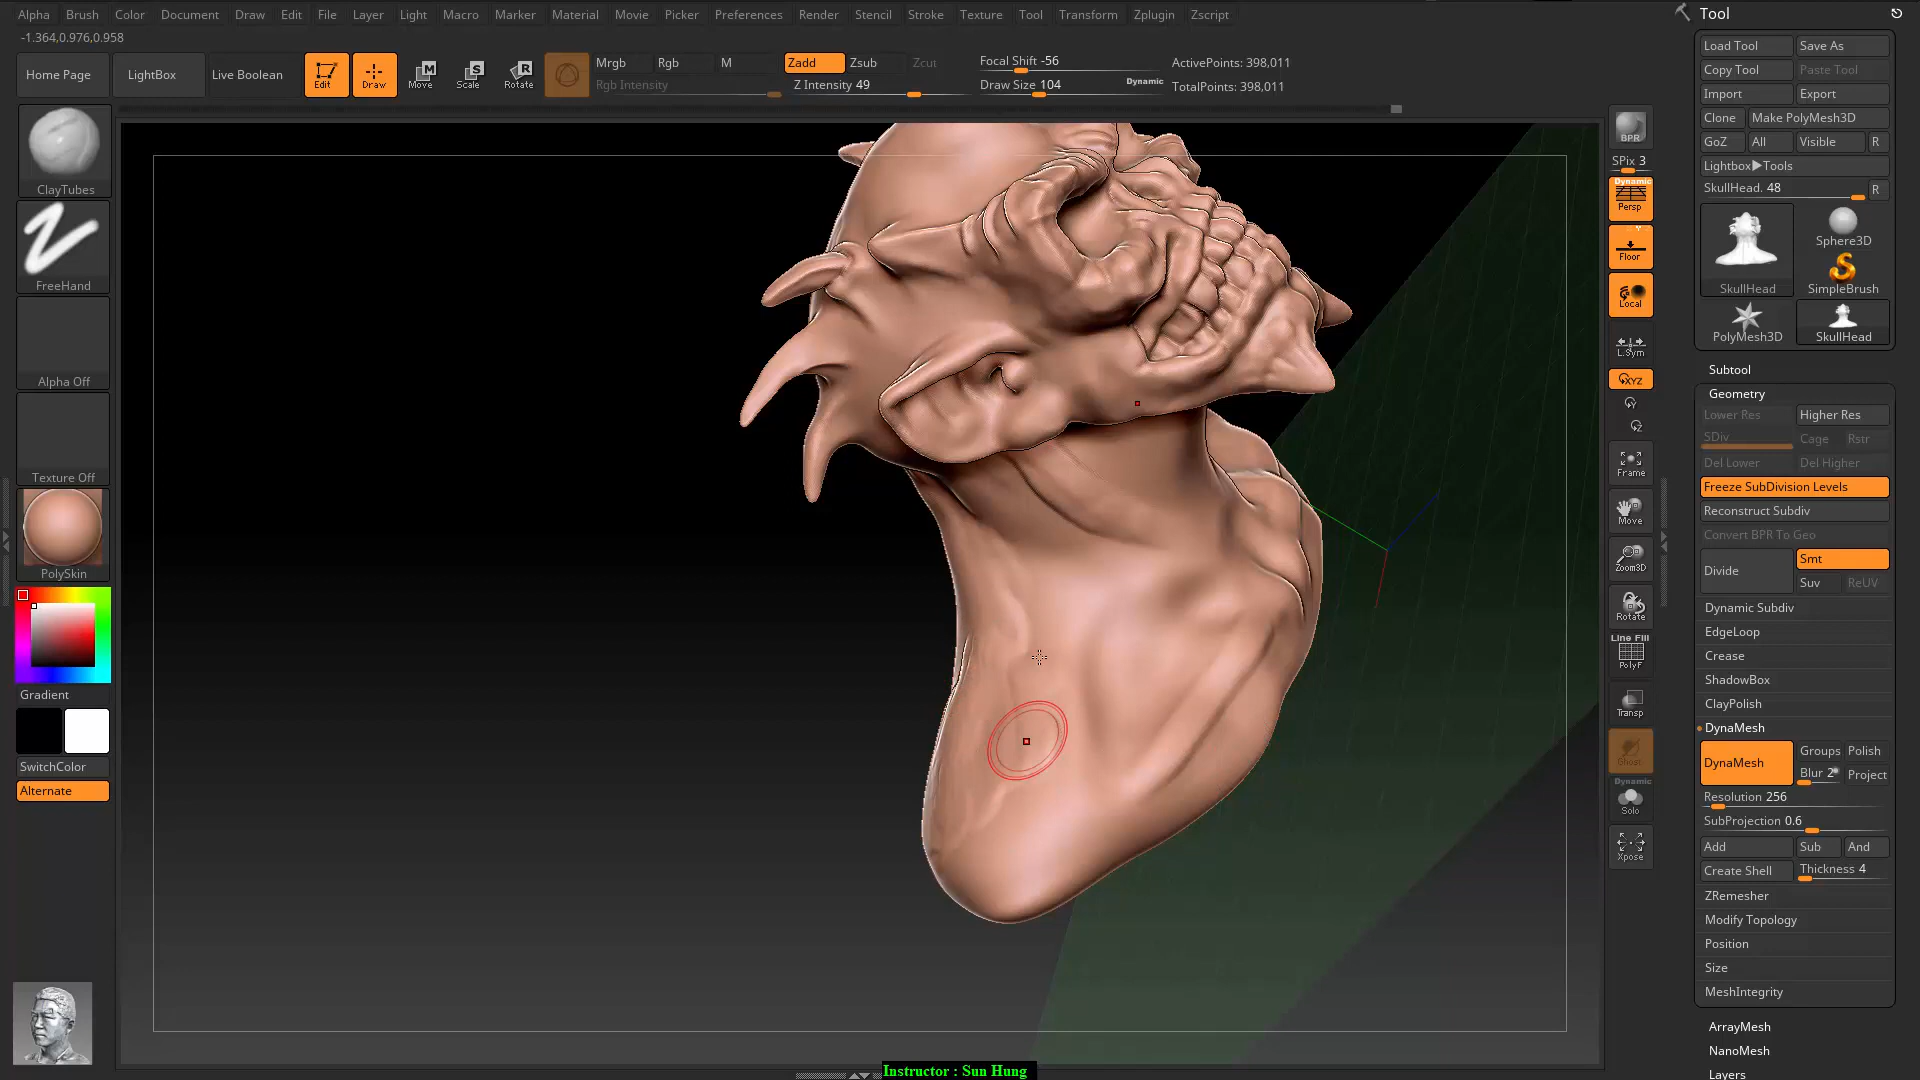 Alpha Brush Color Document Draw Edit File Layer Light Macro Marker Material Movie Picker Preferences Render Stencil Stroke Texture Tool Transform Zplugin Zscript
-1.364,0.976,0.958
Home Page
LightBox
Live Boolean
Edit
Draw
Move
Scale
Rotate
Mrgb Rgb M
Rgb Intensity
Zadd Zsub Zcut
Z Intensity 49
Focal Shift -56
Draw Size 104
Dynamic
ActivePoints: 398,011
TotalPoints: 398,011
ClayTubes
FreeHand
Alpha Off
Texture Off
PolySkin
Gradient
SwitchColor
Alternate
BPR
SPix 3
Dynamic
Persp
Floor
Local
L.Sym
XYZ
Frame
Move
Zoom3D
Rotate
Line Fill
PolyF
Transp
Ghost
Dynamic
Solo
Xpose
Tool
Load Tool Save As
Copy Tool Paste Tool
Import Export
Clone Make PolyMesh3D
GoZ All Visible R
Lightbox▶Tools
SkullHead. 48 R
SkullHead
Sphere3D
SimpleBrush
PolyMesh3D
SkullHead
Subtool
Geometry
Lower Res Higher Res
SDiv Cage Rstr
Del Lower Del Higher
Freeze SubDivision Levels
Reconstruct Subdiv
Convert BPR To Geo
Divide
Smt
Suv ReUV
Dynamic Subdiv
EdgeLoop
Crease
ShadowBox
ClayPolish
DynaMesh
DynaMesh
Groups Polish
Blur 2 Project
Resolution 256
SubProjection 0.6
Add Sub And
Create Shell Thickness 4
ZRemesher
Modify Topology
Position
Size
MeshIntegrity
ArrayMesh
NanoMesh
Layers
Instructor : Sun Hung